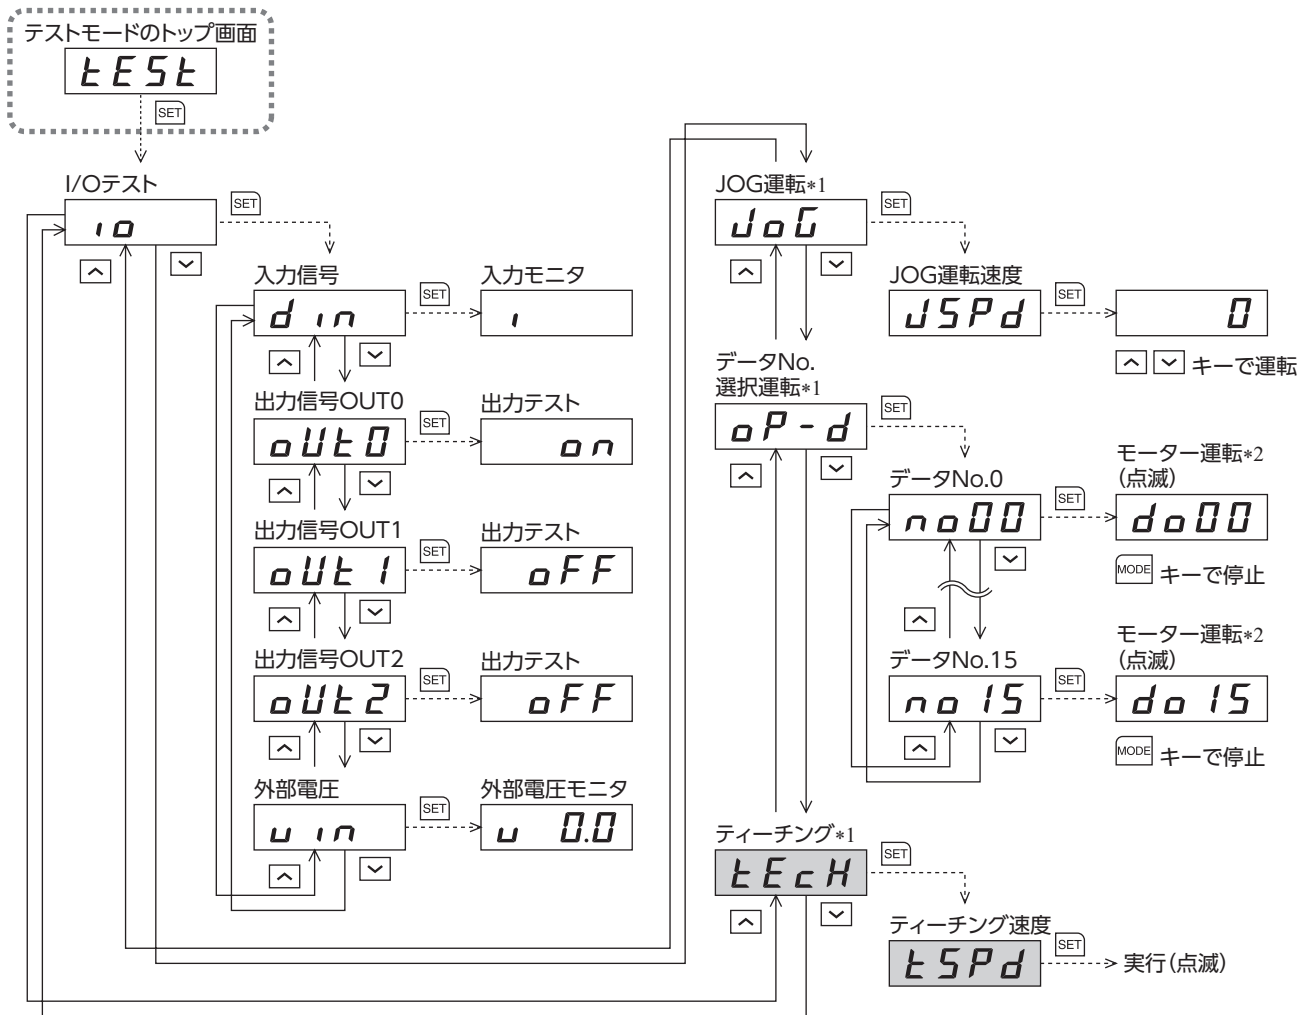 テストモードのトップ画面
tESt
SET
I/Oテスト
io
SET
入力信号
din
SET
入力モニタ
i
出力信号OUT0
oUt0
SET
出力テスト
on
出力信号OUT1
oUt1
SET
出力テスト
oFF
出力信号OUT2
oUt2
SET
出力テスト
oFF
外部電圧
uin
SET
外部電圧モニタ
u 0.0
JOG運転*1
JoG
SET
JOG運転速度
JSPd
SET
0
キーで運転
データNo.
選択運転*1
oP-d
SET
データNo.0
no00
SET
モーター運転*2
(点滅)
do00
MODE キーで停止
データNo.15
no15
SET
モーター運転*2
(点滅)
do15
MODE キーで停止
ティーチング*1
tEcH
SET
ティーチング速度
tSPd
SET
実行(点滅)